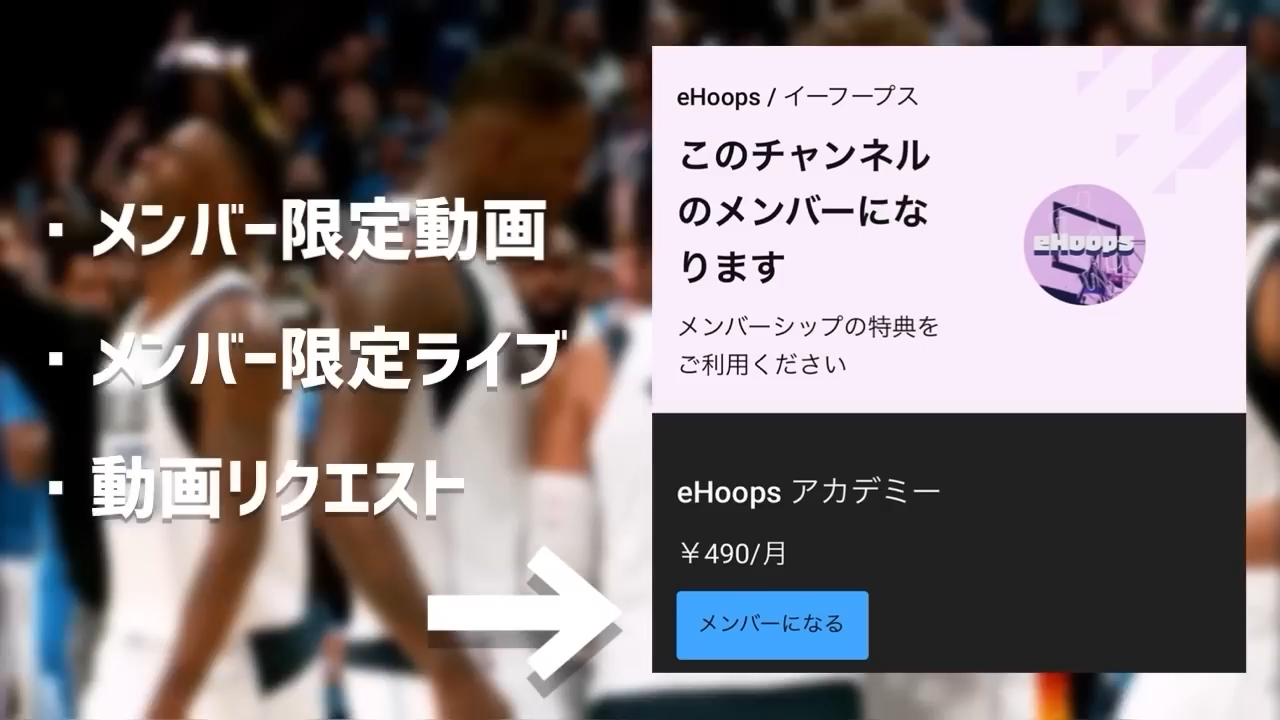 ・メンバー限定動画
・メンバー限定ライブ
・動画リクエスト
eHoops / イーフープス
このチャンネル
のメンバーにな
ります
メンバーシップの特典を
ご利用ください
eHoops
eHoops アカデミー
￥490/月
メンバーになる